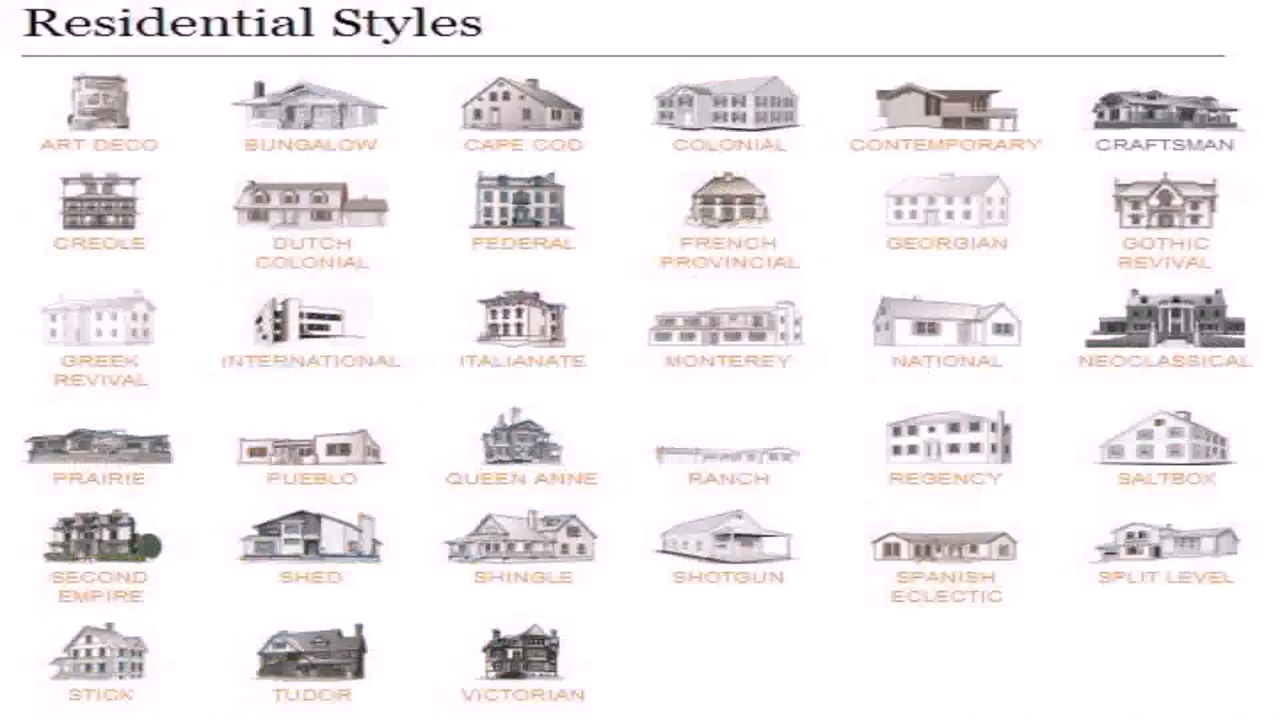 Residential Styles
ART DECO
BUNGALOW
CAPE COD
COLONIAL
CONTEMPORARY
CRAFTSMAN
CREOLE
DUTCH
COLONIAL
FEDERAL
FRENCH
PROVINCIAL
GEORGIAN
GOTHIC
REVIVAL
GREEK
REVIVAL
INTERNATIONAL
ITALIANATE
MONTEREY
NATIONAL
NEOCLASSICAL
PRAIRIE
PUEBLO
QUEEN ANNE
RANCH
REGENCY
SALTBOX
SECOND
EMPIRE
SHED
SHINGLE
SHOTGUN
SPANISH
ECLECTIC
SPLIT LEVEL
STICK
TUDOR
VICTORIAN